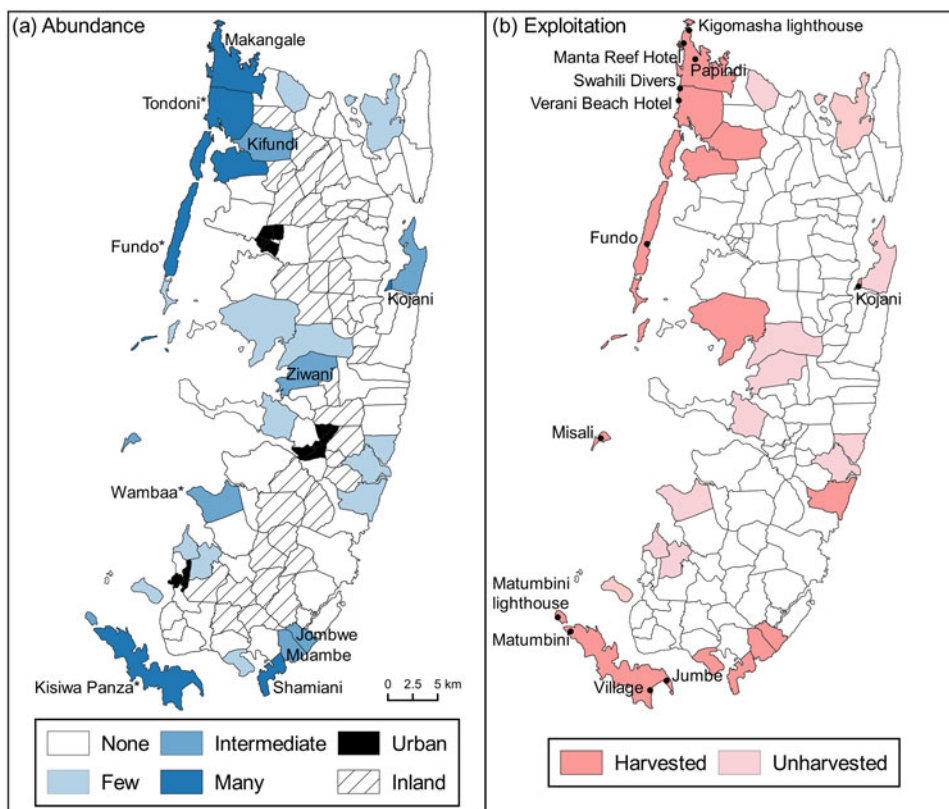 (a) Abundance
Makangale
Tondoni*
Kifundi
Fundo*
Kojani
Ziwani
Wambaa*
Jombwe
Muambe
Kisiwa Panza*
Shamiani
0 2.5 5 km
None
Intermediate
Urban
Few
Many
Inland
(b) Exploitation
Kigomasha lighthouse
Manta Reef Hotel
Papindi
Swahili Divers
Verani Beach Hotel
Fundo
Kojani
Misali
Matumbini
lighthouse
Matumbini
Jumbe
Village
Harvested
Unharvested